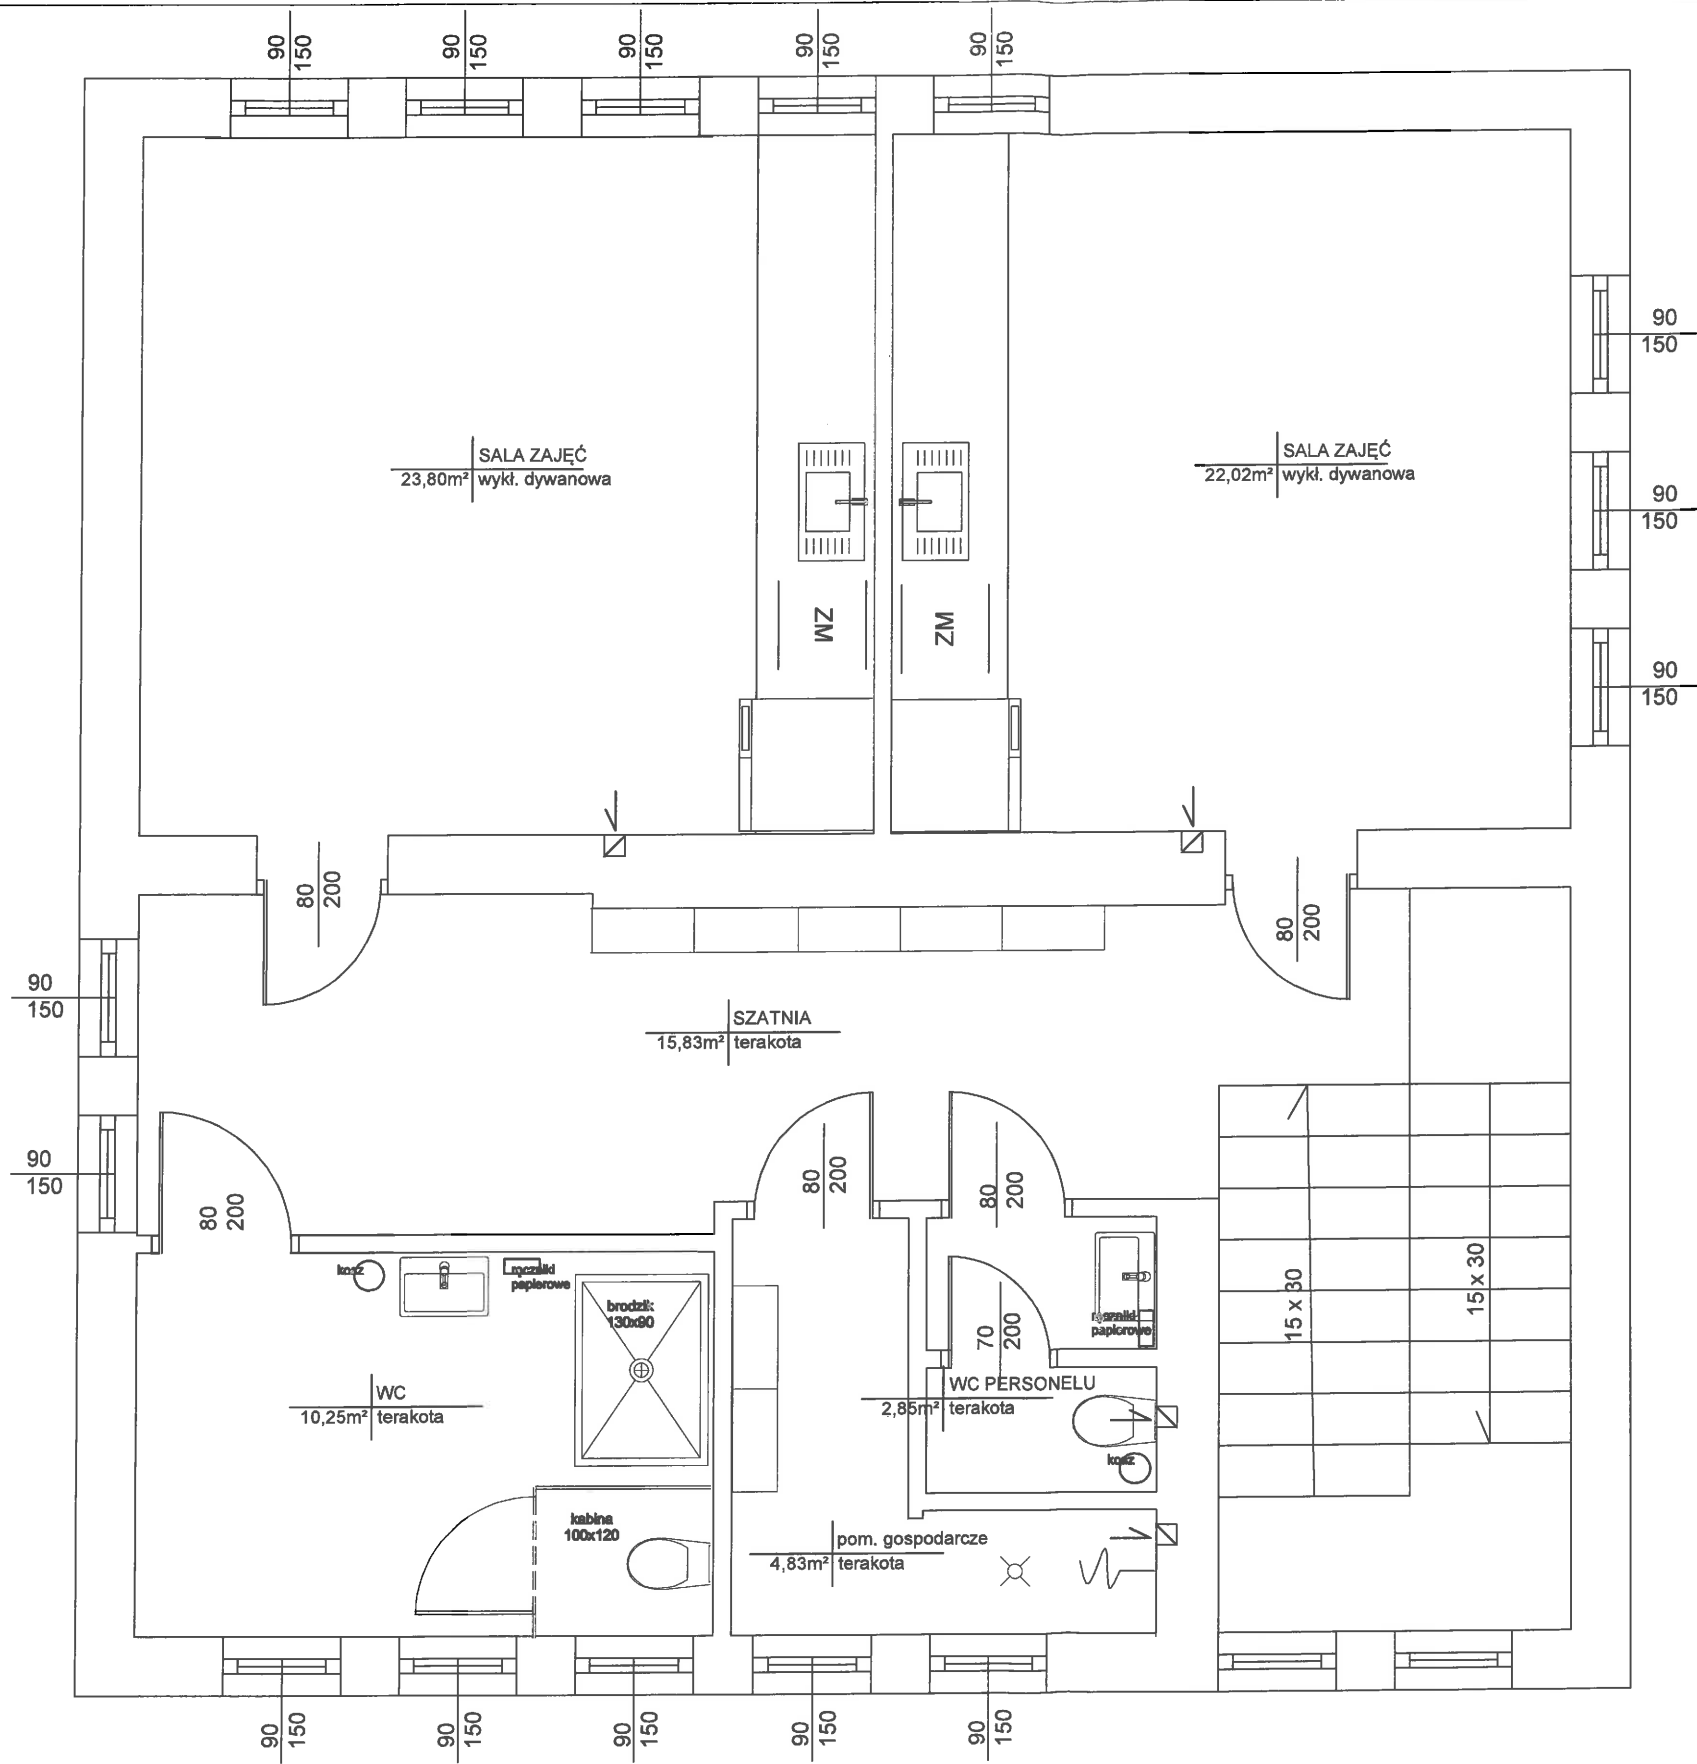 90
150
90
150
90
150
90
150
90
150
SALA ZAJĘĆ
23,80m² wykł. dywanowa
SALA ZAJĘĆ
22,02m² wykł. dywanowa
90
150
90
150
90
150
ZM
ZM
80
200
80
200
90
150
SZATNIA
15,83m² terakota
90
150
80
200
80
200
80
200
kosz
ręczniki
papierowe
brodzik
130x90
70
200
ręczniki
papierowe
15 x 30
15 x 30
WC
10,25m² terakota
WC PERSONELU
2,85m² terakota
kosz
kabina
100x120
pom. gospodarcze
4,83m² terakota
90
150
90
150
90
150
90
150
90
150